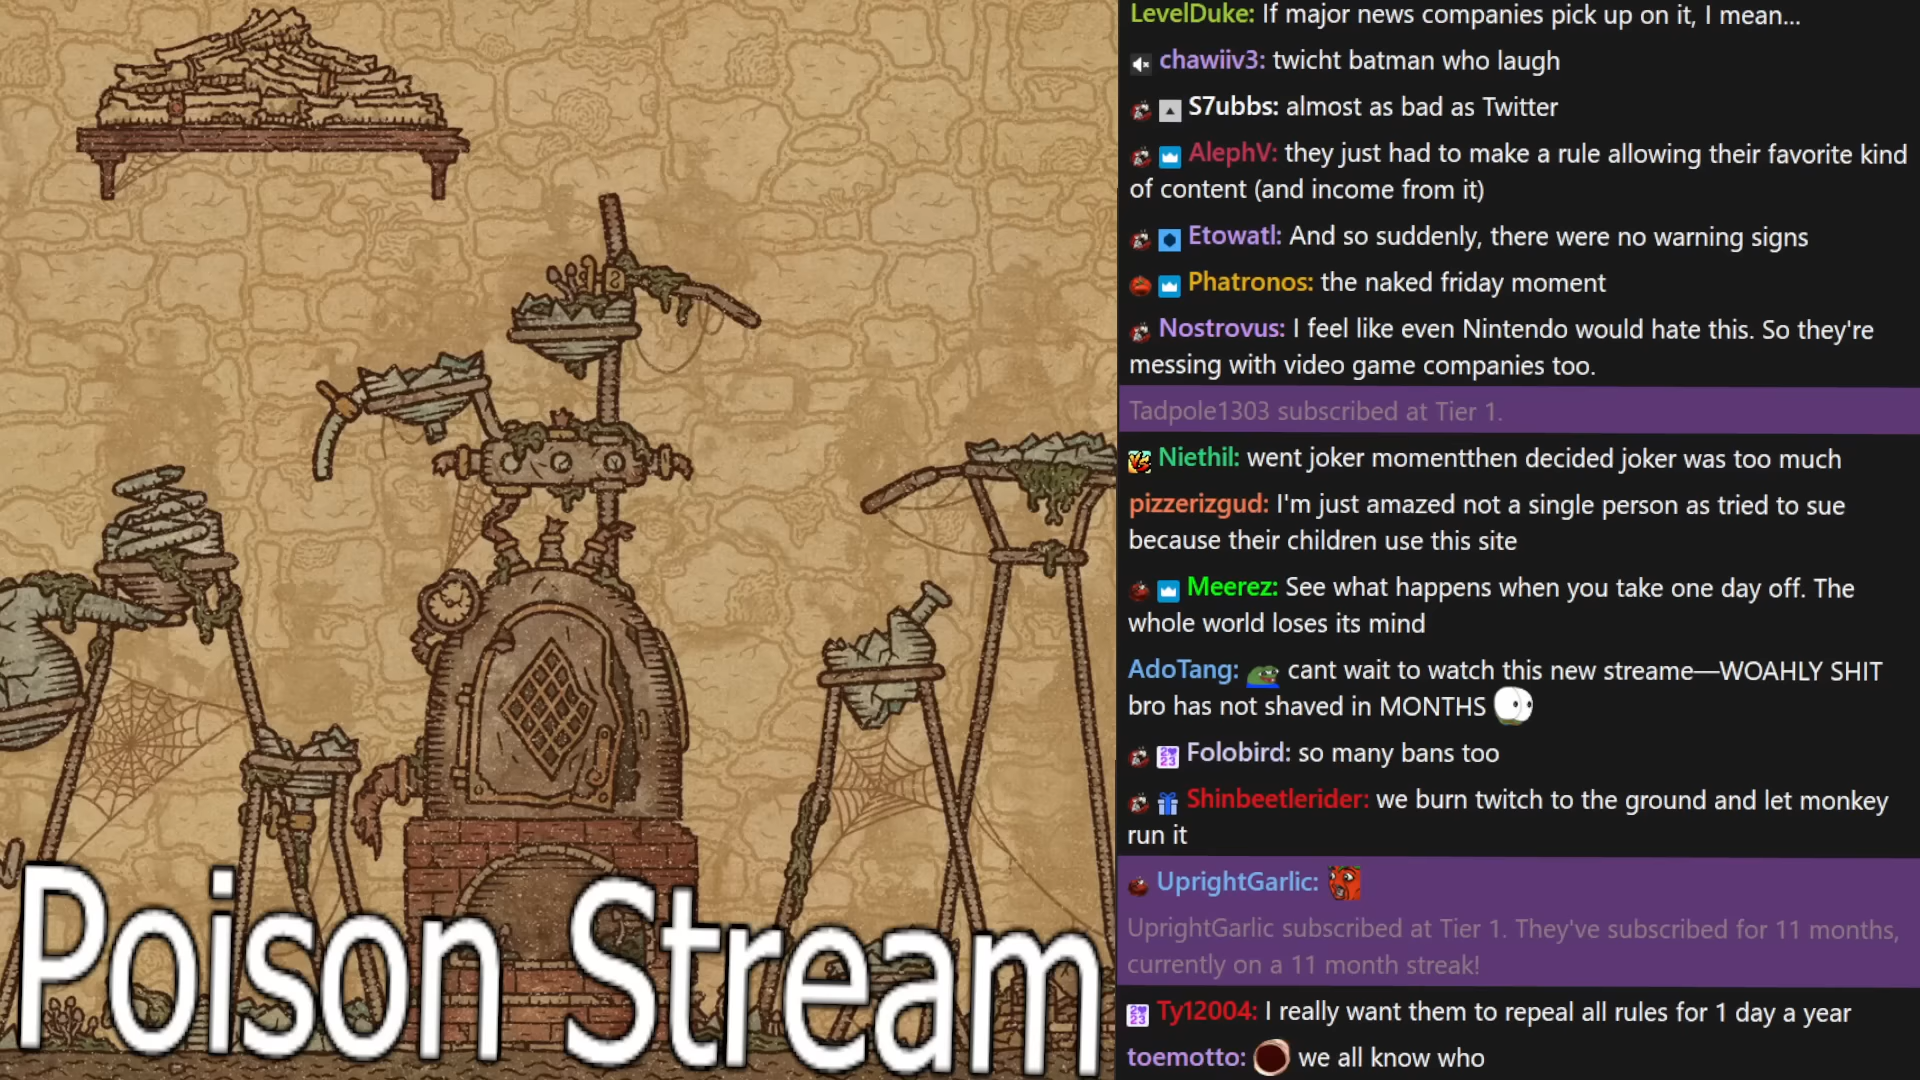 LevelDuke: If major news companies pick up on it, I mean...
chawiiv3: twicht batman who laugh
S7ubbs: almost as bad as Twitter
AlephV: they just had to make a rule allowing their favorite kind
of content (and income from it)
Etowatl: And so suddenly, there were no warning signs
Phatronos: the naked friday moment
Nostrovus: I feel like even Nintendo would hate this. So they're
messing with video game companies too.
Tadpole1303 subscribed at Tier 1.
Niethil: went joker momentthen decided joker was too much
pizzerizgud: I'm just amazed not a single person as tried to sue
because their children use this site
Meerez: See what happens when you take one day off. The
whole world loses its mind
AdoTang: cant wait to watch this new streame—WOAHLY SHIT
bro has not shaved in MONTHS
Folobird: so many bans too
Shinbeetlerider: we burn twitch to the ground and let monkey
run it
UprightGarlic:
UprightGarlic subscribed at Tier 1. They've subscribed for 11 months,
currently on a 11 month streak!
Ty12004: I really want them to repeal all rules for 1 day a year
toemotto: we all know who
Poison Stream